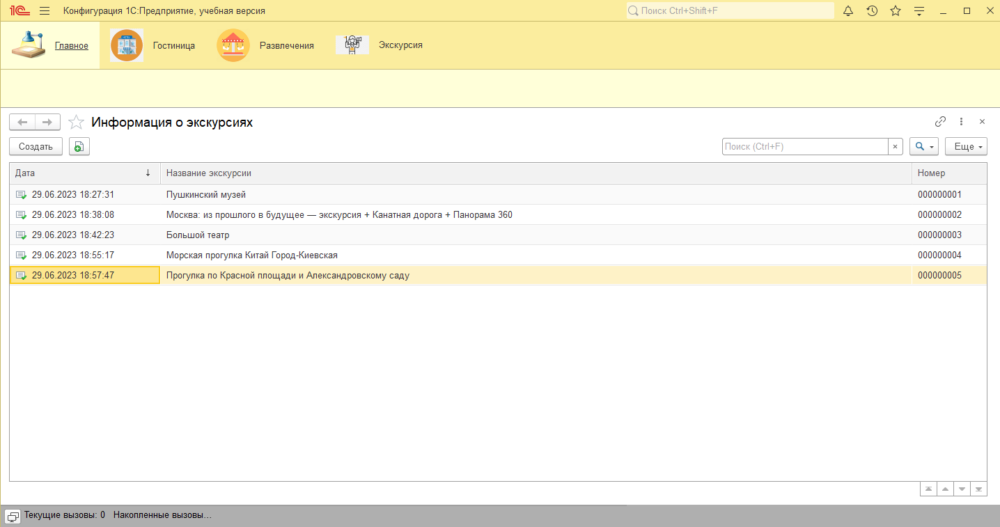 1С Конфигурация 1С:Предприятие, учебная версия Поиск Ctrl+Shift+F
Главное Гостиница Развлечения Экскурсия
Информация о экскурсиях
Создать Поиск (Ctrl+F) × Еще
Дата ↓ Название экскурсии Номер
29.06.2023 18:27:31 Пушкинский музей 000000001
29.06.2023 18:38:08 Москва: из прошлого в будущее — экскурсия + Канатная дорога + Панорама 360 000000002
29.06.2023 18:42:23 Большой театр 000000003
29.06.2023 18:55:17 Морская прогулка Китай Город-Киевская 000000004
29.06.2023 18:57:47 Прогулка по Красной площади и Александровскому саду 000000005
Текущие вызовы: 0 Накопленные вызовы...